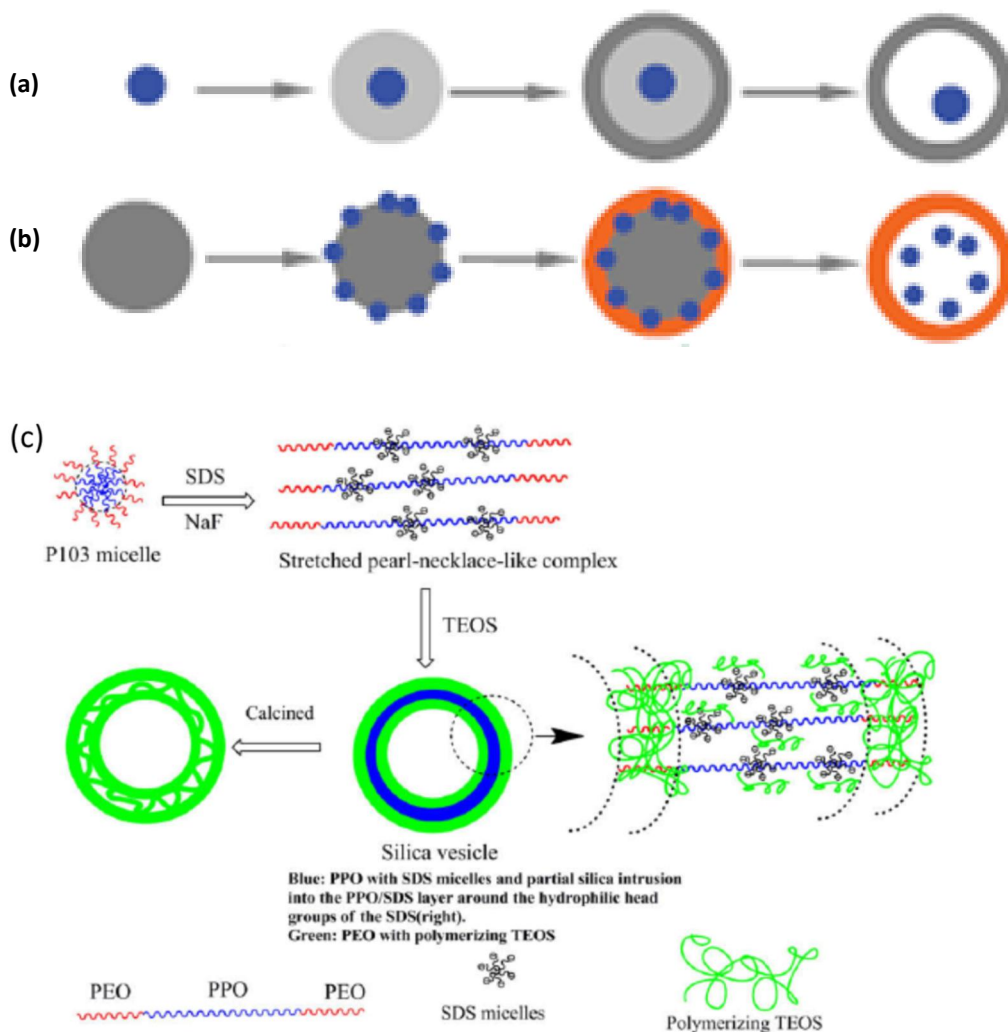 (a)
(b)
(c)
SDS
NaF
P103 micelle
Stretched pearl-necklace-like complex
TEOS
Calcined
Silica vesicle
Blue: PPO with SDS micelles and partial silica intrusion
into the PPO/SDS layer around the hydrophilic head
groups of the SDS(right).
Green: PEO with polymerizing TEOS
PEO PPO PEO
SDS micelles
Polymerizing TEOS